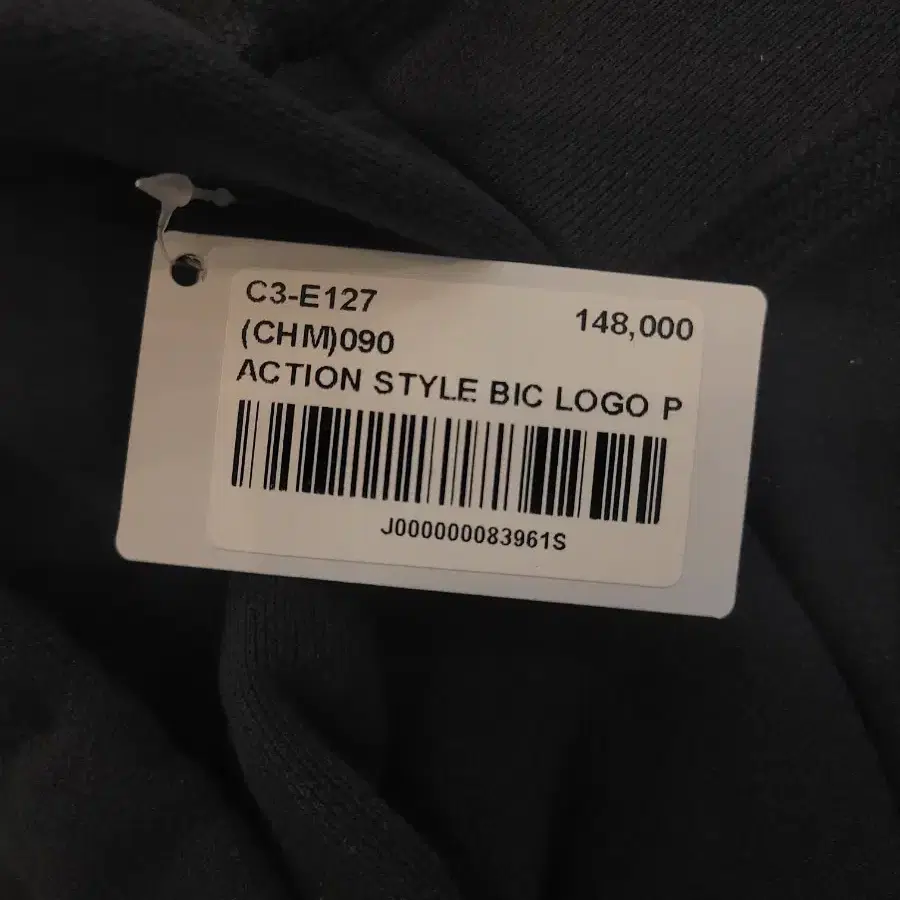 C3-E127
148,000
(CHM)090
ACTION STYLE BIC LOGO P
J000000083961S